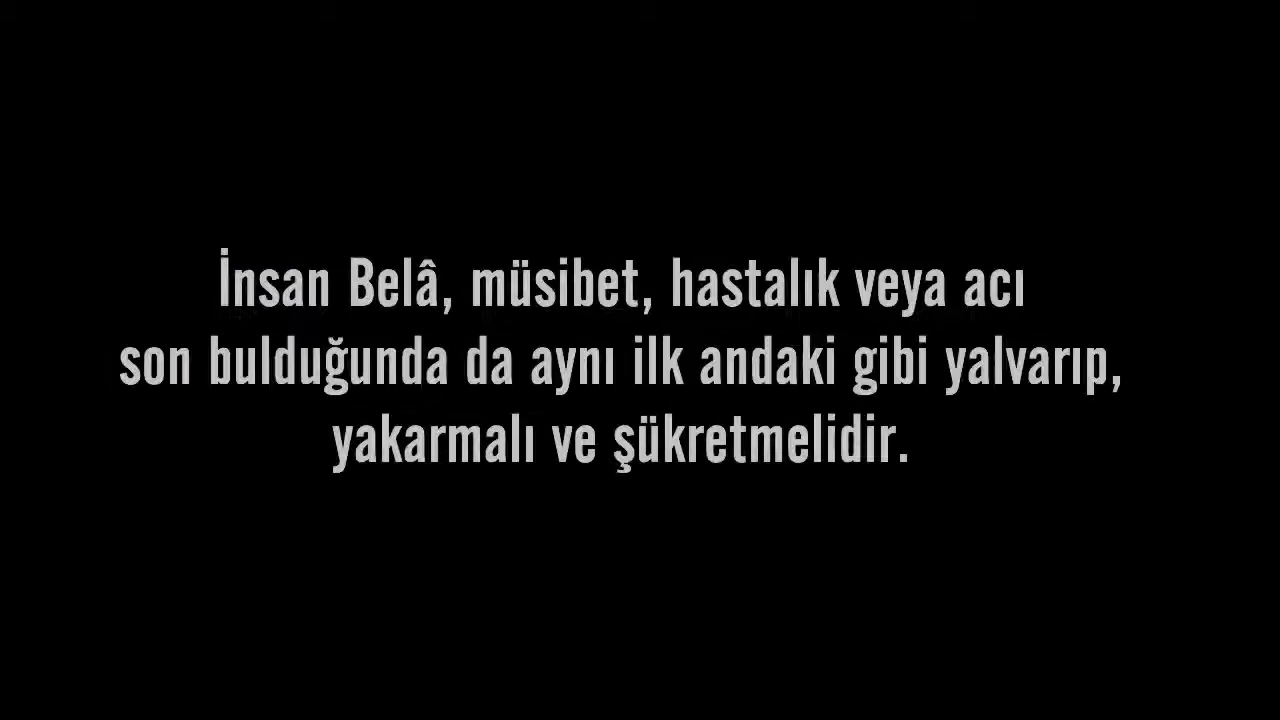 İnsan Belâ, müsibet, hastalık veya acı
son bulduğunda da aynı ilk andaki gibi yalvarıp,
yakarmalı ve şükretmelidir.